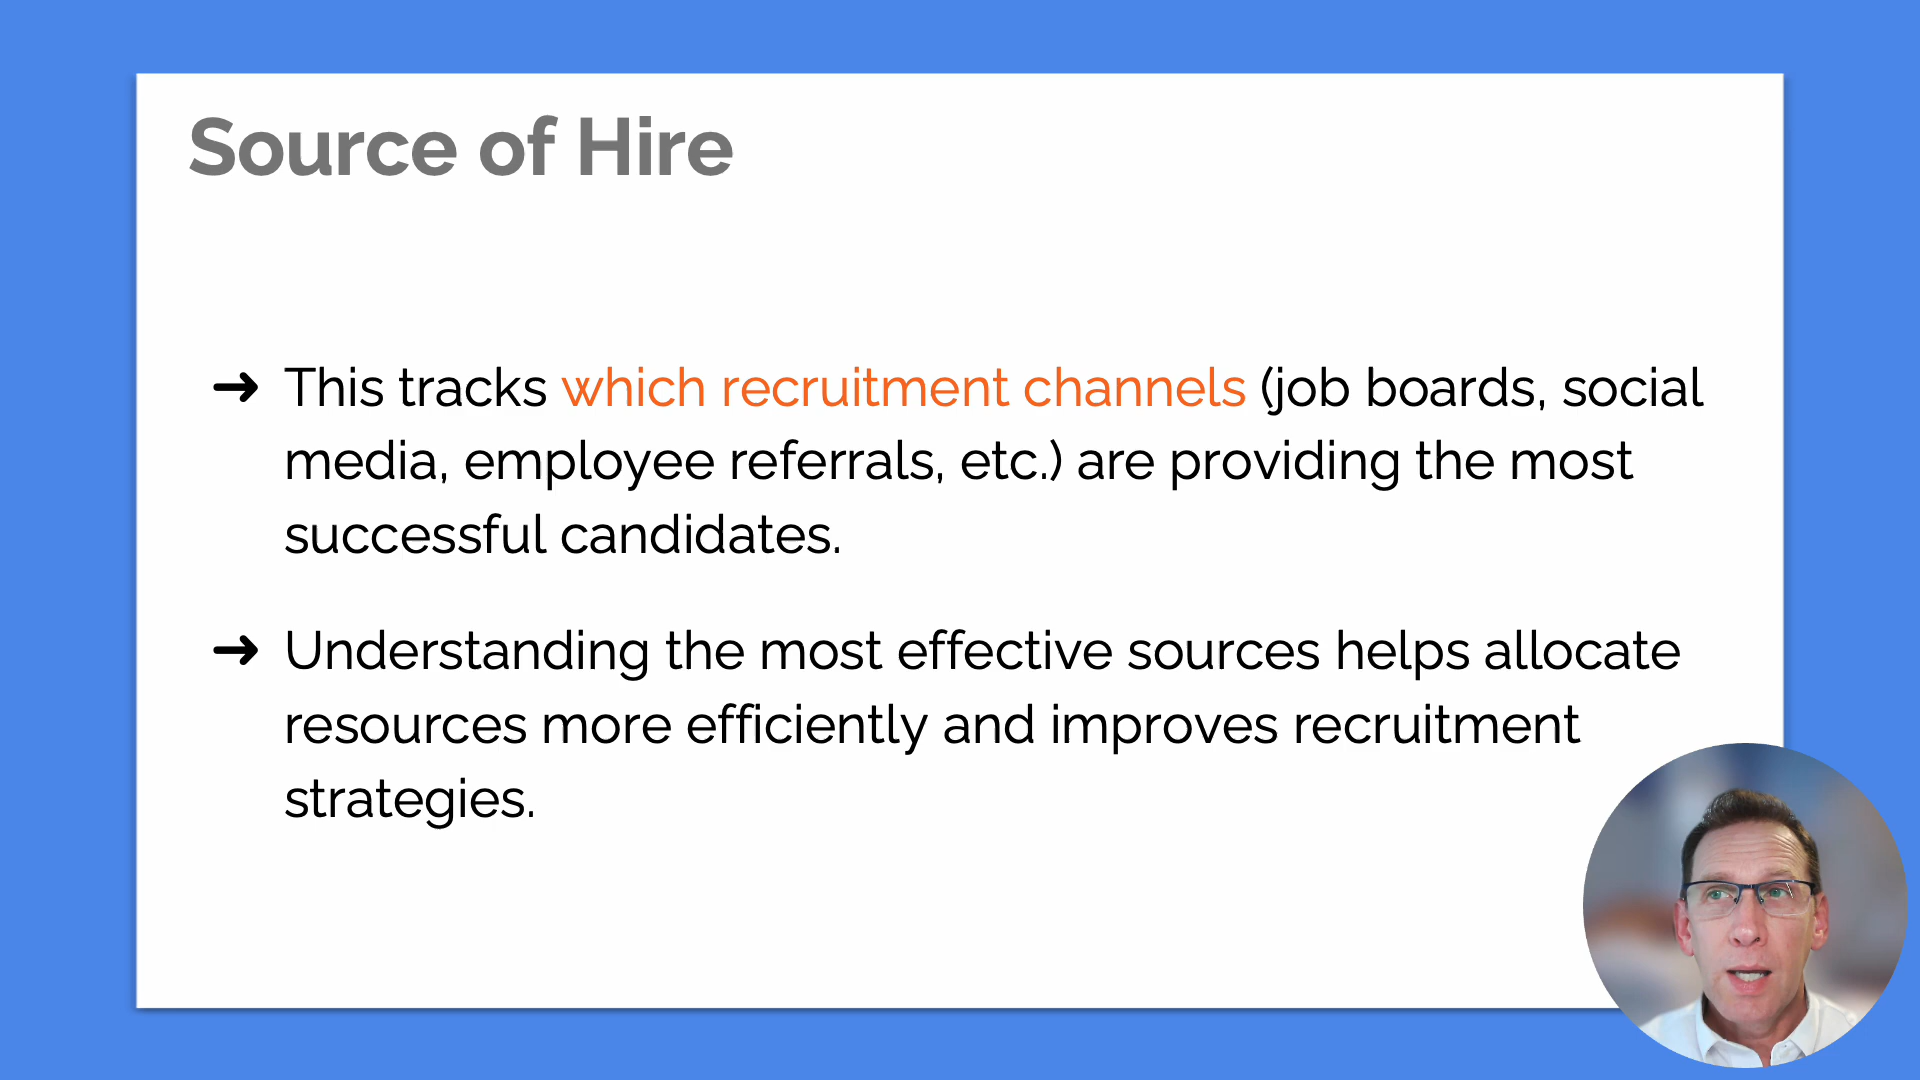 Source of Hire
➜ This tracks which recruitment channels (job boards, social
media, employee referrals, etc.) are providing the most
successful candidates.
➜ Understanding the most effective sources helps allocate
resources more efficiently and improves recruitment
strategies.